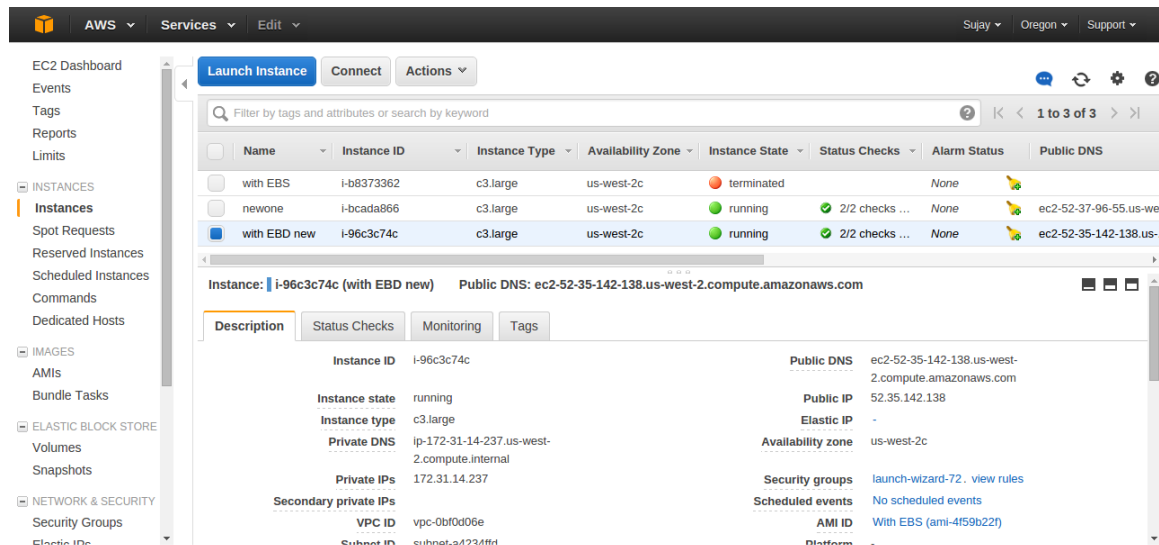 AWS Services Edit Sujay Oregon Support
EC2 Dashboard
Events
Tags
Reports
Limits
INSTANCES
Instances
Spot Requests
Reserved Instances
Scheduled Instances
Commands
Dedicated Hosts
IMAGES
AMIs
Bundle Tasks
ELASTIC BLOCK STORE
Volumes
Snapshots
NETWORK & SECURITY
Security Groups
Elastic IPs
Launch Instance Connect Actions
Filter by tags and attributes or search by keyword 1 to 3 of 3
Name Instance ID Instance Type Availability Zone Instance State Status Checks Alarm Status Public DNS
with EBS i-b8373362 c3.large us-west-2c terminated None
newone i-bcada866 c3.large us-west-2c running 2/2 checks ... None ec2-52-37-96-55.us-we
with EBD new i-96c3c74c c3.large us-west-2c running 2/2 checks ... None ec2-52-35-142-138.us-
Instance: i-96c3c74c (with EBD new) Public DNS: ec2-52-35-142-138.us-west-2.compute.amazonaws.com
Description Status Checks Monitoring Tags
Instance ID i-96c3c74c Public DNS ec2-52-35-142-138.us-west-
2.compute.amazonaws.com
Instance state running Public IP 52.35.142.138
Instance type c3.large Elastic IP -
Private DNS ip-172-31-14-237.us-west- Availability zone us-west-2c
2.compute.internal
Private IPs 172.31.14.237 Security groups launch-wizard-72. view rules
Secondary private IPs Scheduled events No scheduled events
VPC ID vpc-0bf0d06e AMI ID With EBS (ami-4f59b22f)
Subnet ID subnet-a4234ffd Platform -